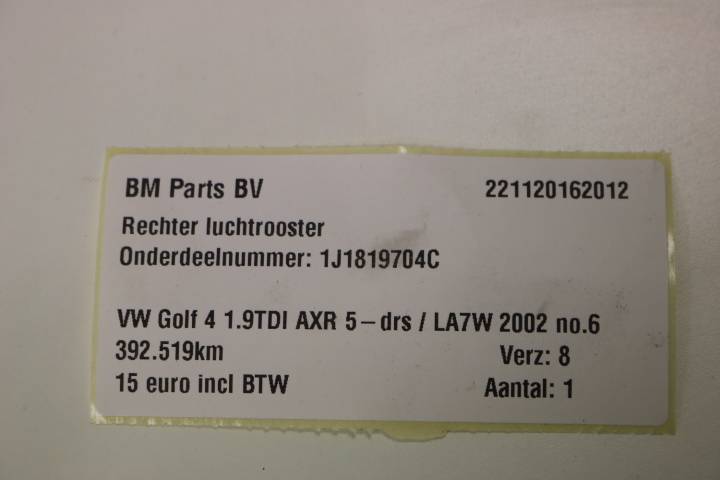 BM Parts BV 221120162012
Rechter luchtrooster
Onderdeelnummer: 1J1819704C
VW Golf 4 1.9TDI AXR 5-drs / LA7W 2002 no.6
392.519km Verz: 8
15 euro incl BTW Aantal: 1